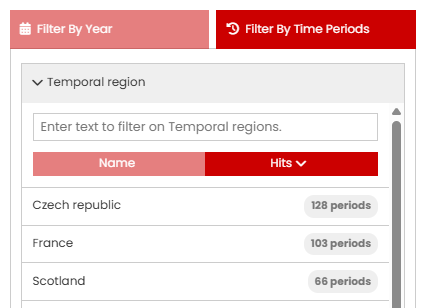 Filter By Year
Filter By Time Periods
Temporal region
Enter text to filter on Temporal regions.
Name
Hits
Czech republic
128 periods
France
103 periods
Scotland
66 periods